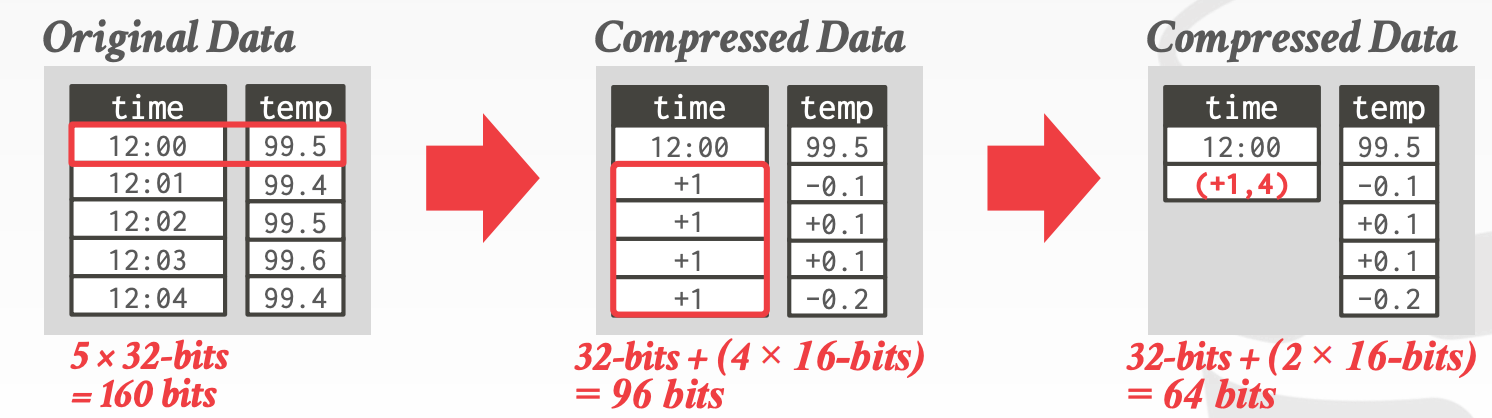 Original Data
time temp
12:00 99.5
12:01 99.4
12:02 99.5
12:03 99.6
12:04 99.4
5 × 32-bits
= 160 bits
Compressed Data
time temp
12:00 99.5
+1 -0.1
+1 +0.1
+1 +0.1
+1 -0.2
32-bits + (4 × 16-bits)
= 96 bits
Compressed Data
time temp
12:00 99.5
(+1,4) -0.1
+0.1
+0.1
-0.2
32-bits + (2 × 16-bits)
= 64 bits